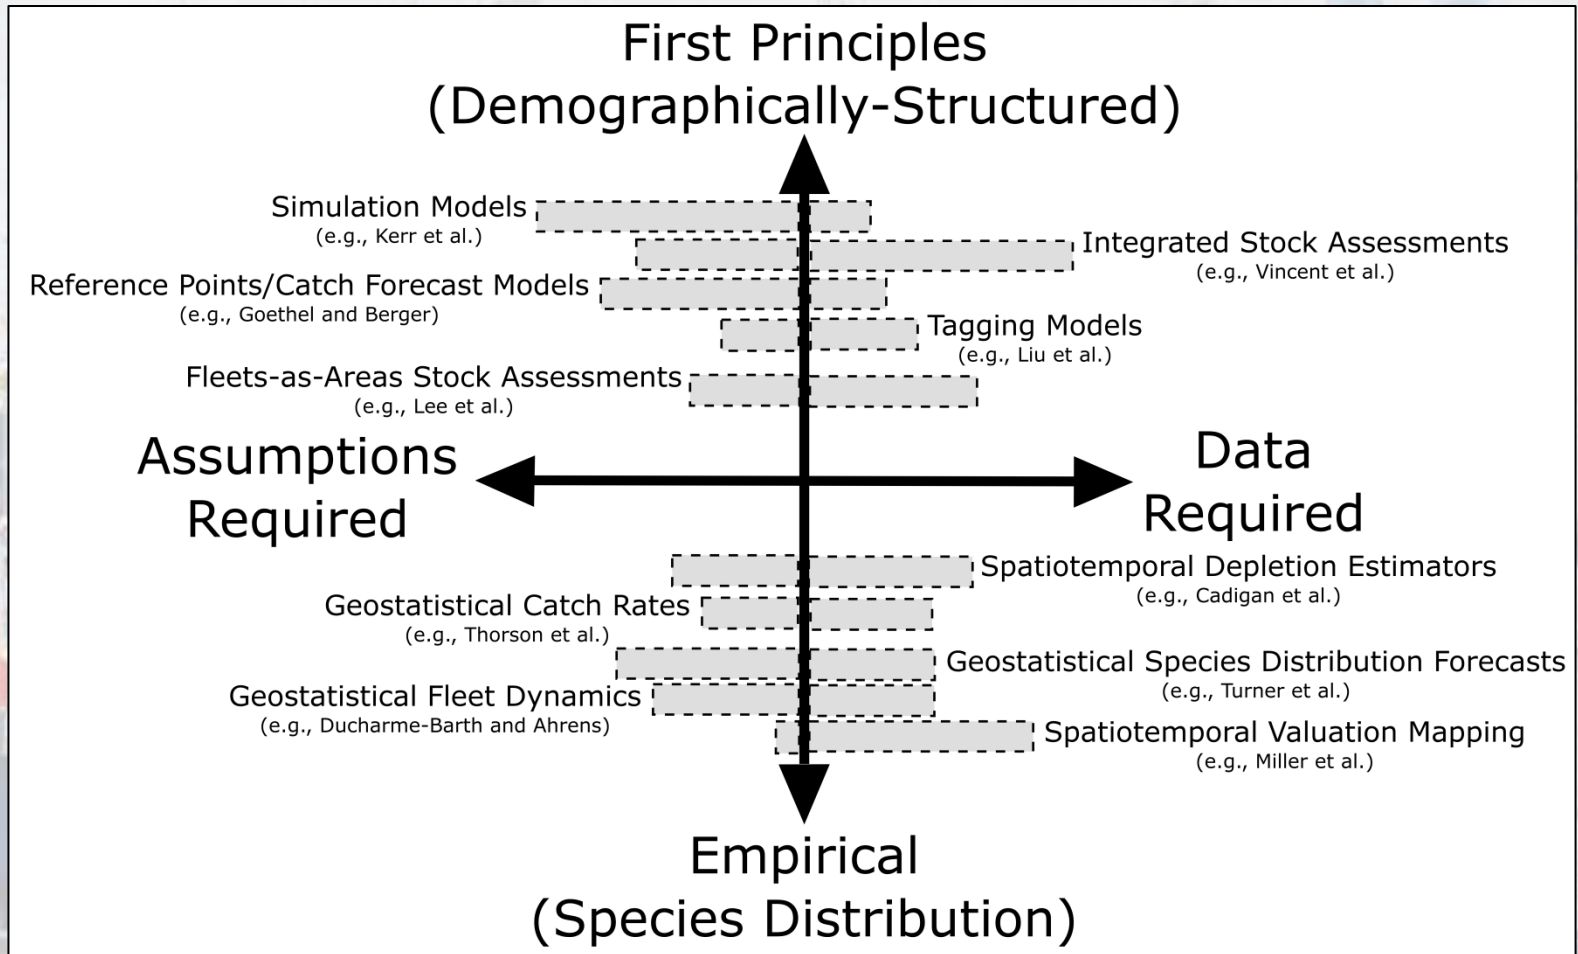 First Principles
(Demographically-Structured)
Simulation Models
(e.g., Kerr et al.)
Integrated Stock Assessments
(e.g., Vincent et al.)
Reference Points/Catch Forecast Models
(e.g., Goethel and Berger)
Tagging Models
(e.g., Liu et al.)
Fleets-as-Areas Stock Assessments
(e.g., Lee et al.)
Assumptions
Required
Data
Required
Spatiotemporal Depletion Estimators
(e.g., Cadigan et al.)
Geostatistical Catch Rates
(e.g., Thorson et al.)
Geostatistical Species Distribution Forecasts
(e.g., Turner et al.)
Geostatistical Fleet Dynamics
(e.g., Ducharme-Barth and Ahrens)
Spatiotemporal Valuation Mapping
(e.g., Miller et al.)
Empirical
(Species Distribution)